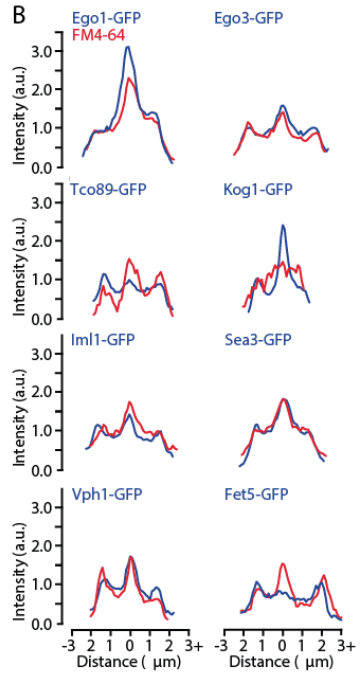 B
Ego1-GFP
FM4-64
Ego3-GFP
Intensity (a.u.)
3.0
2.0
1.0
0.0
Tco89-GFP
Kog1-GFP
Intensity (a.u.)
3.0
2.0
1.0
0.0
Iml1-GFP
Sea3-GFP
Intensity (a.u.)
3.0
2.0
1.0
0.0
Vph1-GFP
Fet5-GFP
Intensity (a.u.)
3.0
2.0
1.0
0.0
-3 2 1 0 1 2 3+
Distance ( μm)
-3 2 1 0 1 2 3+
Distance ( μm)